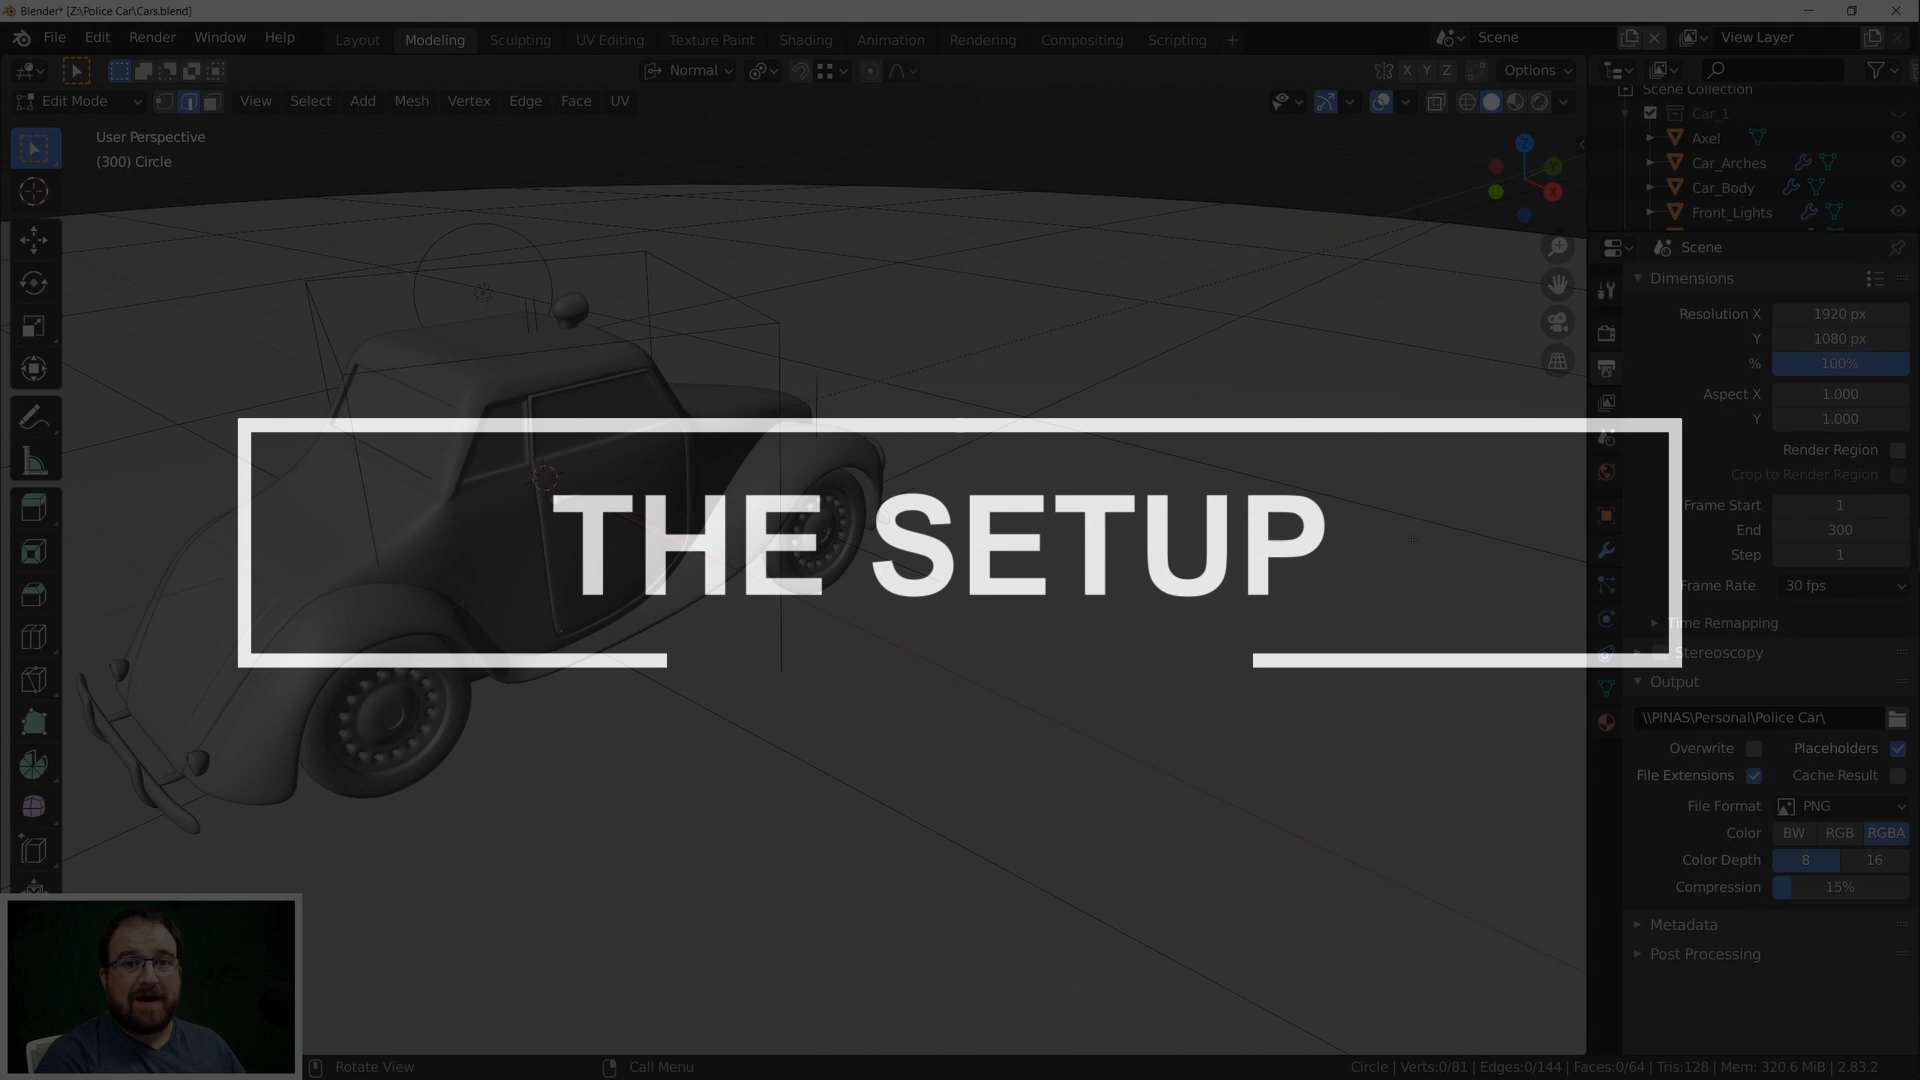 Blender* [Z:\Police Car\Cars.blend]
File Edit Render Window Help Layout Modeling Sculpting UV Editing Texture Paint Shading Animation Rendering Compositing Scripting + Scene View Layer
Normal X Y Z Options
Edit Mode View Select Add Mesh Vertex Edge Face UV
User Perspective
(300) Circle
Z
Y
X
Scene Collection
Car_1
Axel
Car_Arches
Car_Body
Front_Lights
Scene
Dimensions
Resolution X 1920 px
Y 1080 px
% 100%
Aspect X 1.000
Y 1.000
Render Region
Crop to Render Region
Frame Start 1
End 300
Step 1
Frame Rate 30 fps
Time Remapping
Stereoscopy
Output
\\PINAS\Personal\Police Car\
Overwrite Placeholders
File Extensions Cache Result
File Format PNG
Color BW RGB RGBA
Color Depth 8 16
Compression 15%
Metadata
Post Processing
THE SETUP
Rotate View Call Menu Circle | Verts:0/81 | Edges:0/144 | Faces:0/64 | Tris:128 | Mem: 320.6 MiB | 2.83.2